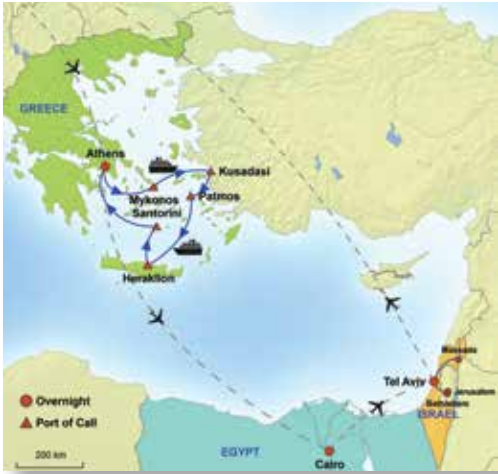 GREECE
Athens
Kusadasi
Mykonos
Patmos
Santorini
Heraklion
Tel Aviv
Jerusalem
Bethlehem
ISRAEL
Overnight
Port of Call
EGYPT
200 km
Cairo